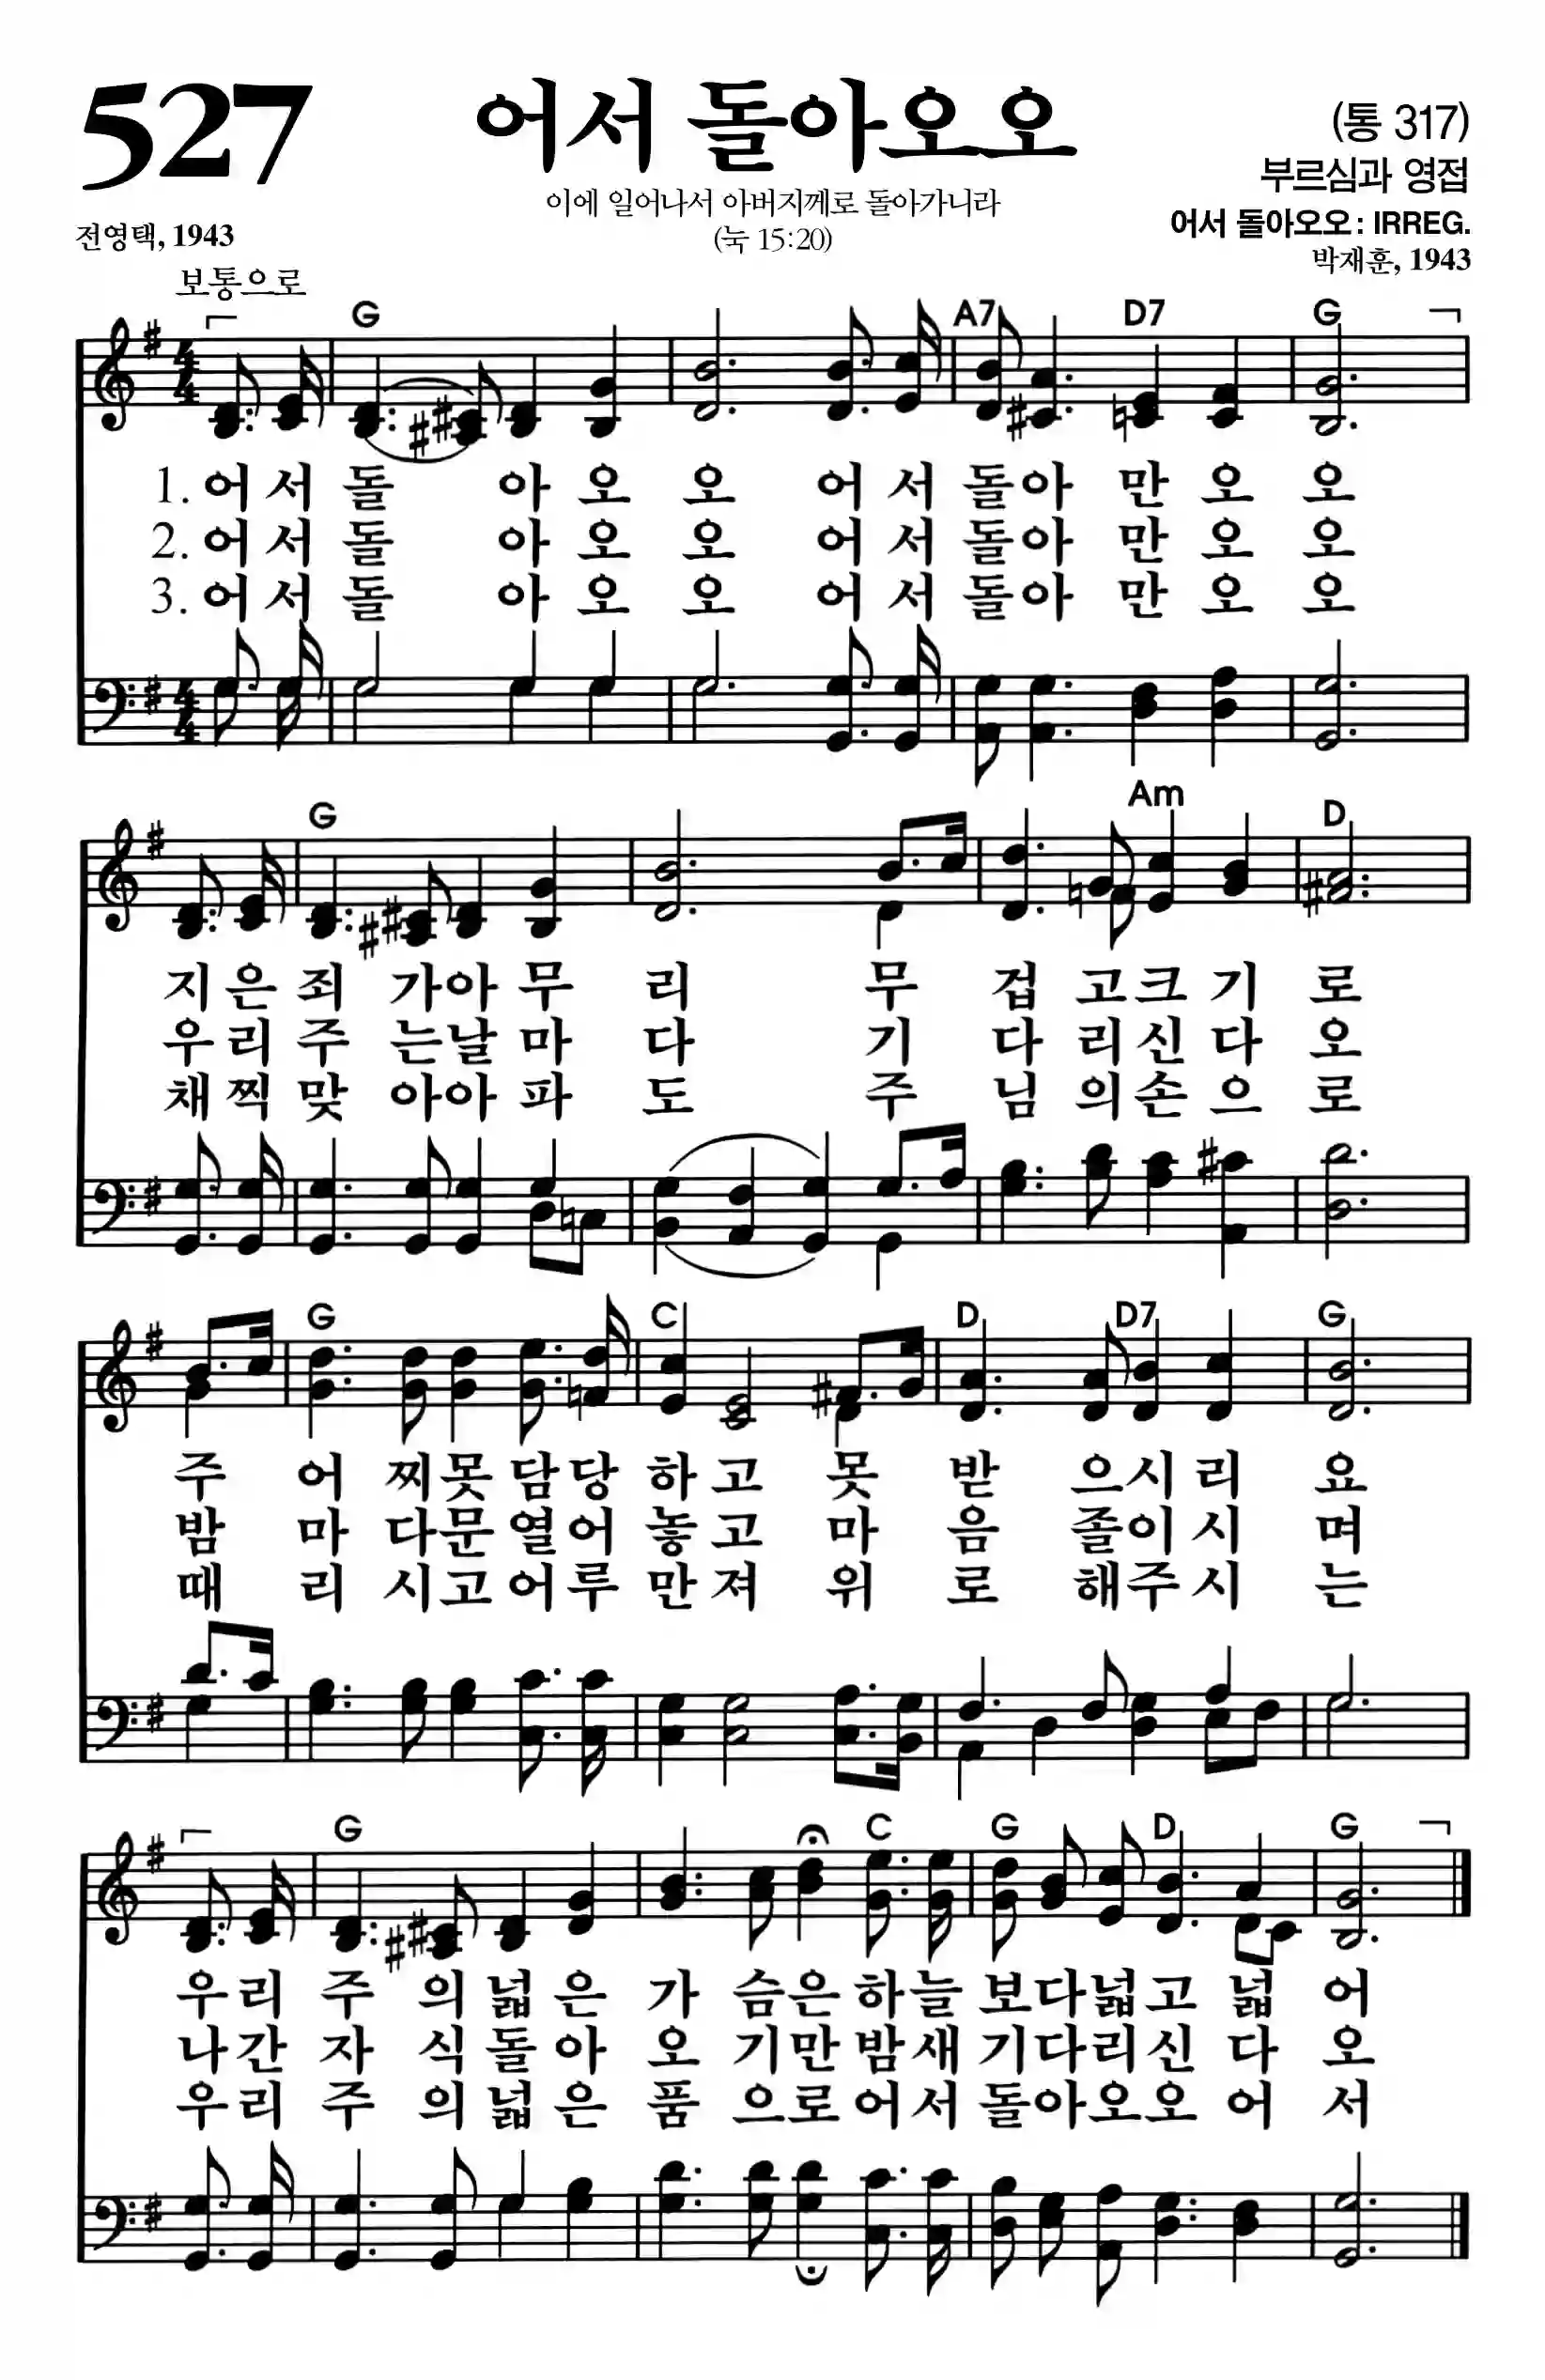 527
어서 돌아오오
(통 317)
이에 일어나서 아버지께로 돌아가니라
(눅 15:20)
부르심과 영접
어서 돌아오오: IRREG.
전영택, 1943
박재훈, 1943
보통으로
G A7 D7 G
1. 어 서 돌 아 오 오 어 서 돌아 만 오 오
2. 어 서 돌 아 오 오 어 서 돌아 만 오 오
3. 어 서 돌 아 오 오 어 서 돌아 만 오 오
G Am D
지 은 죄 가아 무 리 무 겁 고크 기 로
우 리 주 는날 마 다 기 다 리신 다 오
채 찍 맞 아아 파 도 주 님 의손 으 로
G C D D7 G
주 어 찌못 담당 하 고 못 받 으시 리 요
밤 마 다문 열어 놓 고 마 음 졸이 시 며
때 리 시고 어루 만 져 위 로 해주 시 는
G C G D G
우 리 주 의 넓 은 가 슴은 하늘 보다넓고 넓 어
나 간 자 식 돌 아 오 기만 밤새 기다리신 다 오
우 리 주 의 넓 은 품 으로 어서 돌아오오 어 서